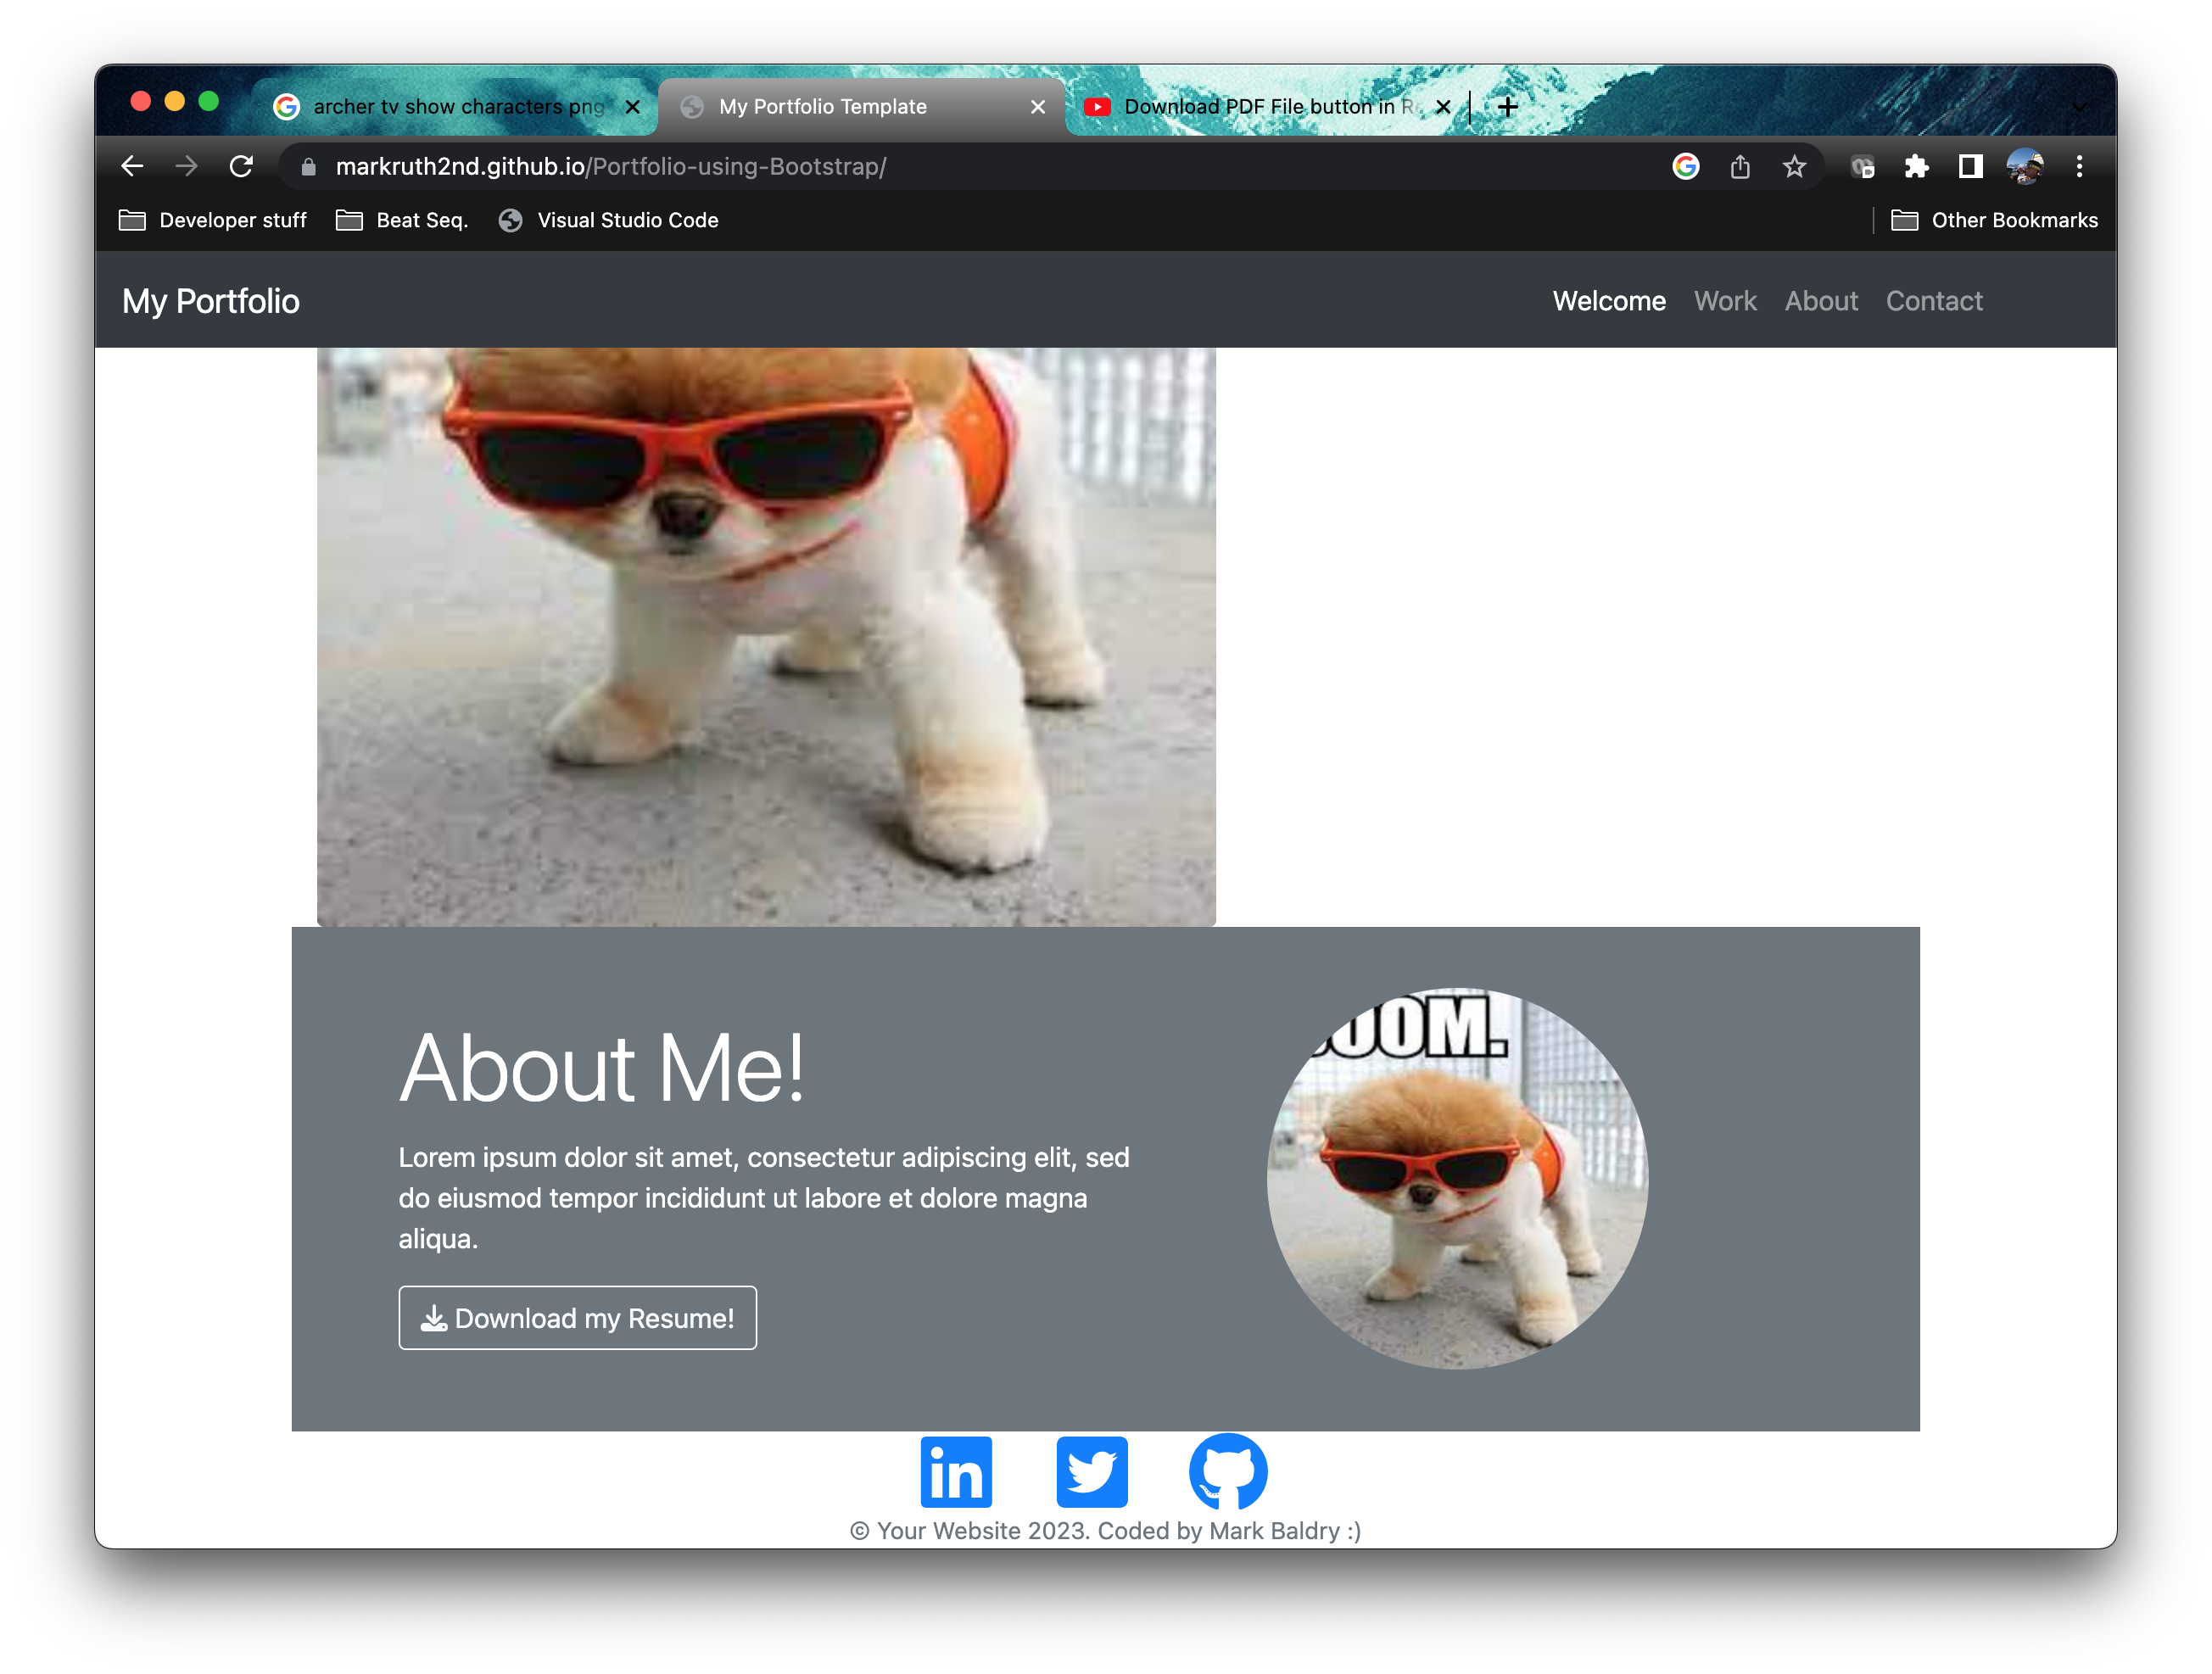 archer tv show characters png
My Portfolio Template
Download PDF File button in R
markruth2nd.github.io/Portfolio-using-Bootstrap/
Developer stuff
Beat Seq.
Visual Studio Code
Other Bookmarks
My Portfolio
Welcome
Work
About
Contact
OOM.
About Me!
Lorem ipsum dolor sit amet, consectetur adipiscing elit, sed
do eiusmod tempor incididunt ut labore et dolore magna
aliqua.
Download my Resume!
in
© Your Website 2023. Coded by Mark Baldry :)